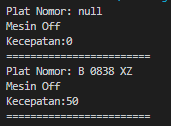 Plat Nomor: null
Mesin Off
Kecepatan:0
========================
Plat Nomor: B 0838 XZ
Mesin Off
Kecepatan:50
========================